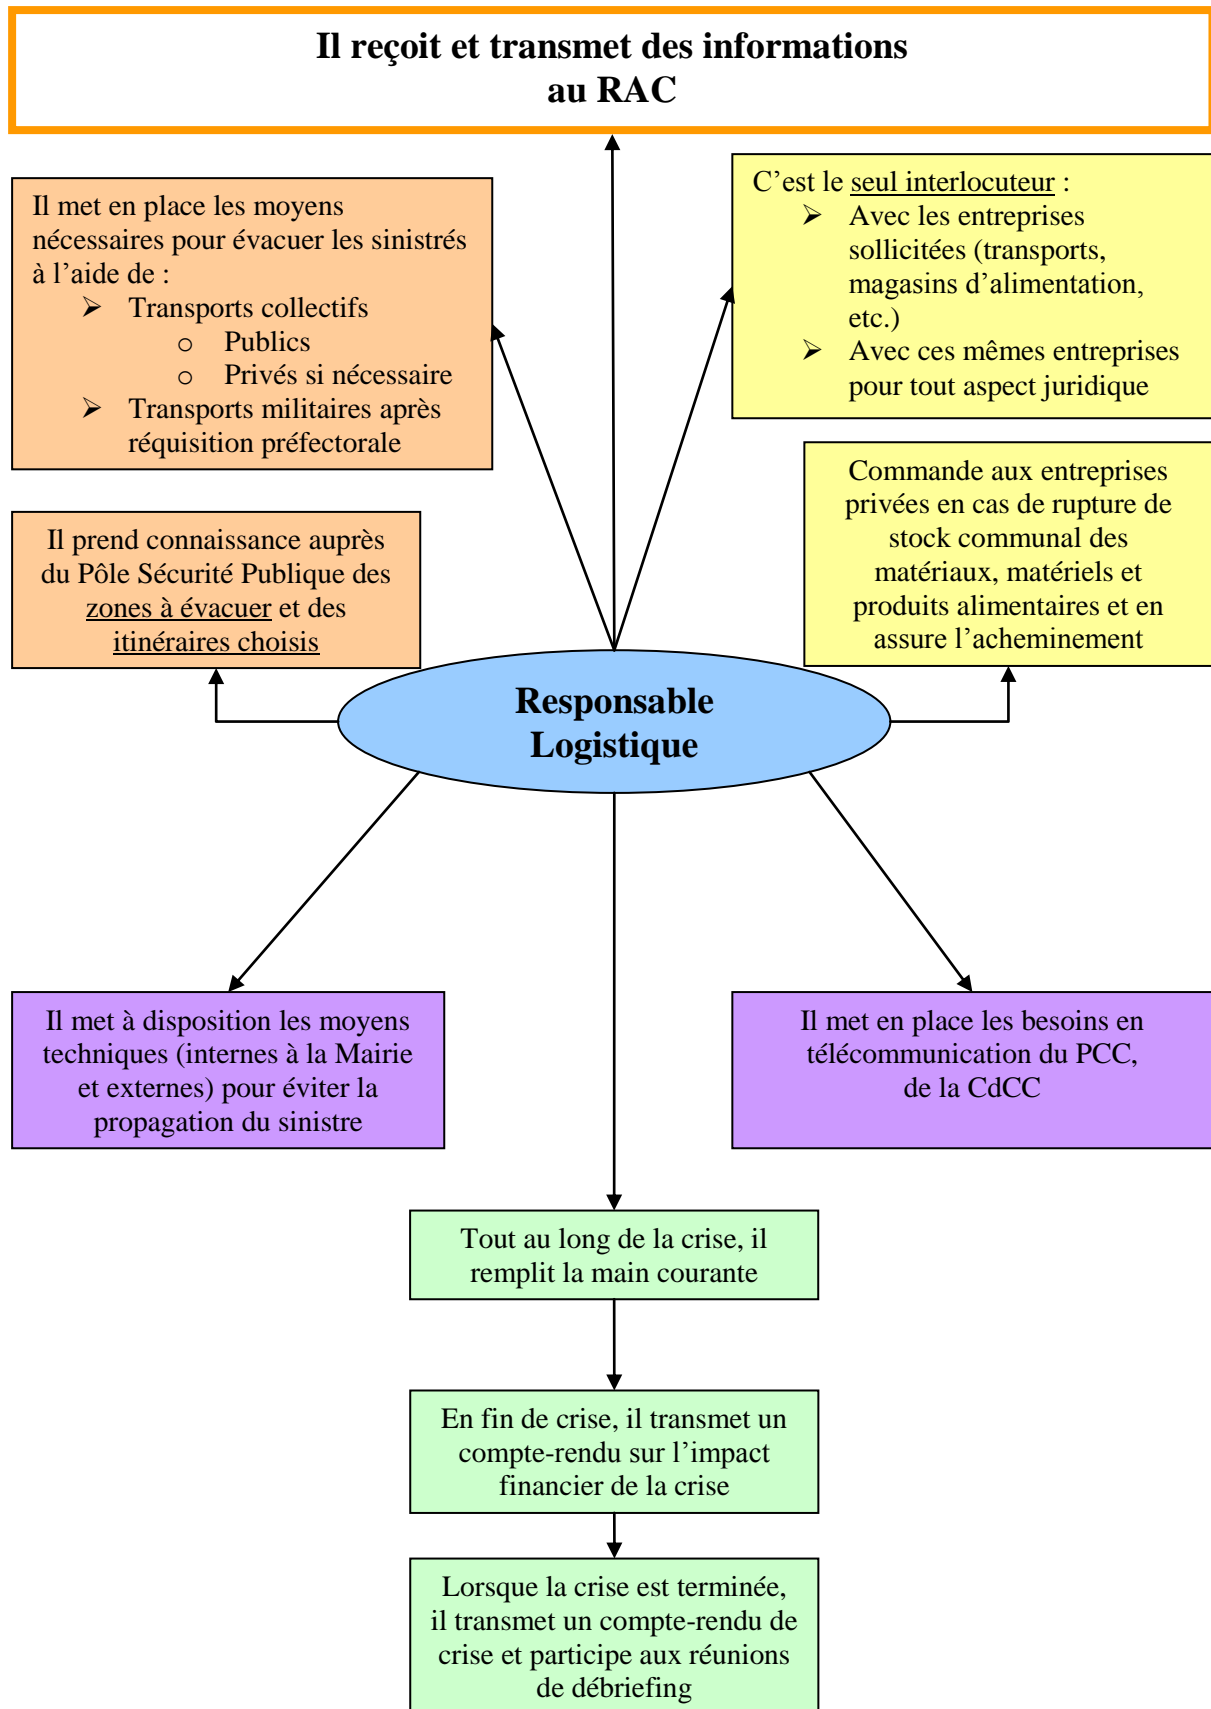 Il reçoit et transmet des informations
au RAC
Il met en place les moyens
nécessaires pour évacuer les sinistrés
à l’aide de :
➢ Transports collectifs
o Publics
o Privés si nécessaire
➢ Transports militaires après
réquisition préfectorale
C’est le seul interlocuteur :
➢ Avec les entreprises
sollicitées (transports,
magasins d’alimentation,
etc.)
➢ Avec ces mêmes entreprises
pour tout aspect juridique
Il prend connaissance auprès
du Pôle Sécurité Publique des
zones à évacuer et des
itinéraires choisis
Commande aux entreprises
privées en cas de rupture de
stock communal des
matériaux, matériels et
produits alimentaires et en
assure l’acheminement
Responsable
Logistique
Il met à disposition les moyens
techniques (internes à la Mairie
et externes) pour éviter la
propagation du sinistre
Il met en place les besoins en
télécommunication du PCC,
de la CdCC
Tout au long de la crise, il
remplit la main courante
En fin de crise, il transmet un
compte-rendu sur l’impact
financier de la crise
Lorsque la crise est terminée,
il transmet un compte-rendu de
crise et participe aux réunions
de débriefing